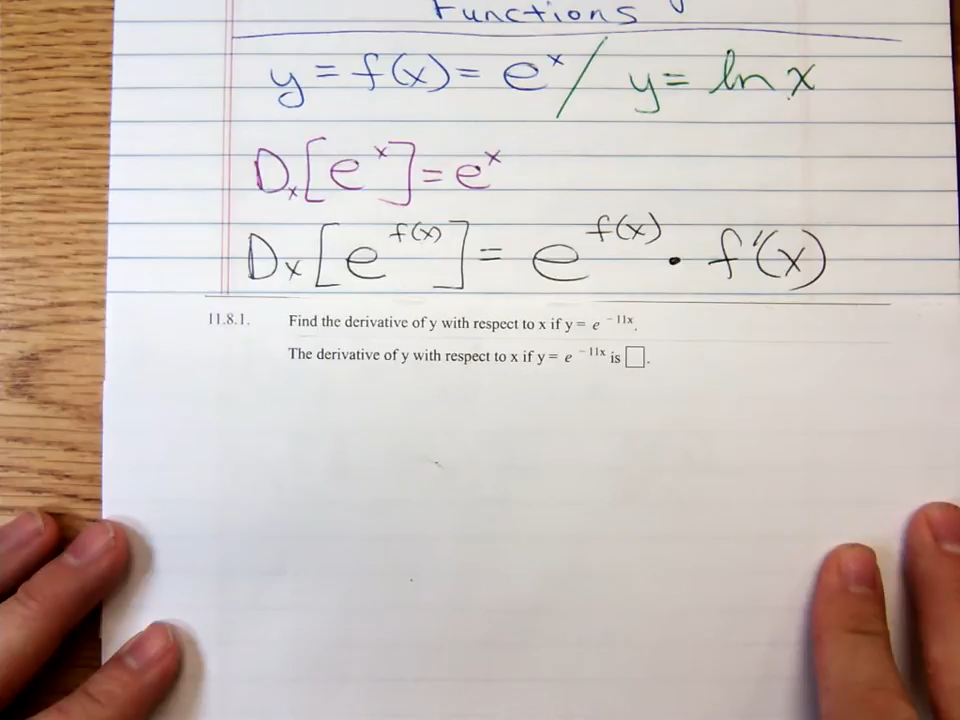 Functions
y = f(x) = e^x / y = ln x
D_x[e^x] = e^x
D_x[e^f(x)] = e^f(x) · f'(x)
11.8.1. Find the derivative of y with respect to x if y = e^-11x.
The derivative of y with respect to x if y = e^-11x is □.